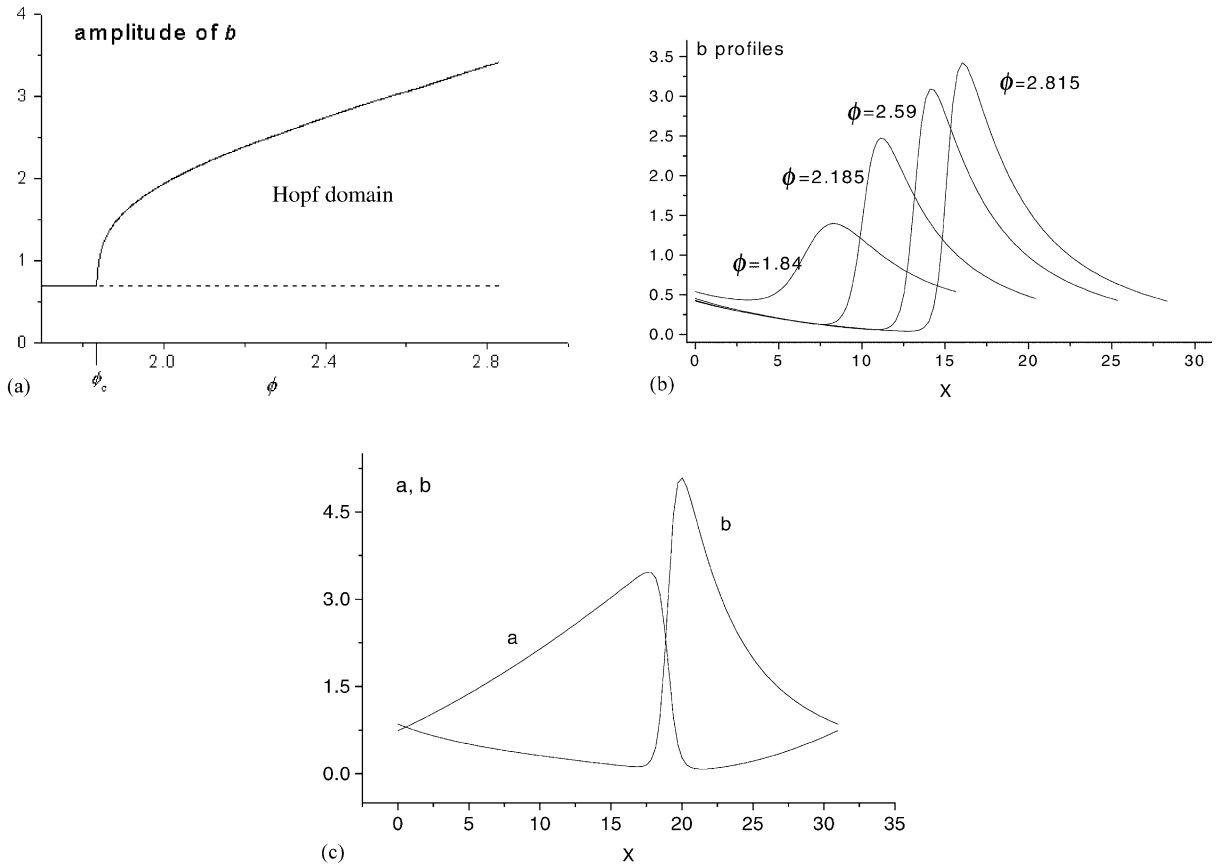 amplitude of b
4
3
2
1
0
Hopf domain
2.0
2.4
2.8
ϕc
ϕ
(a)
b profiles
3.5
3.0
2.5
2.0
1.5
1.0
0.5
0.0
ϕ=2.815
ϕ=2.59
ϕ=2.185
ϕ=1.84
0 5 10 15 20 25 30
X
(b)
a, b
4.5
3.0
1.5
0.0
b
a
0 5 10 15 20 25 30 35
X
(c)